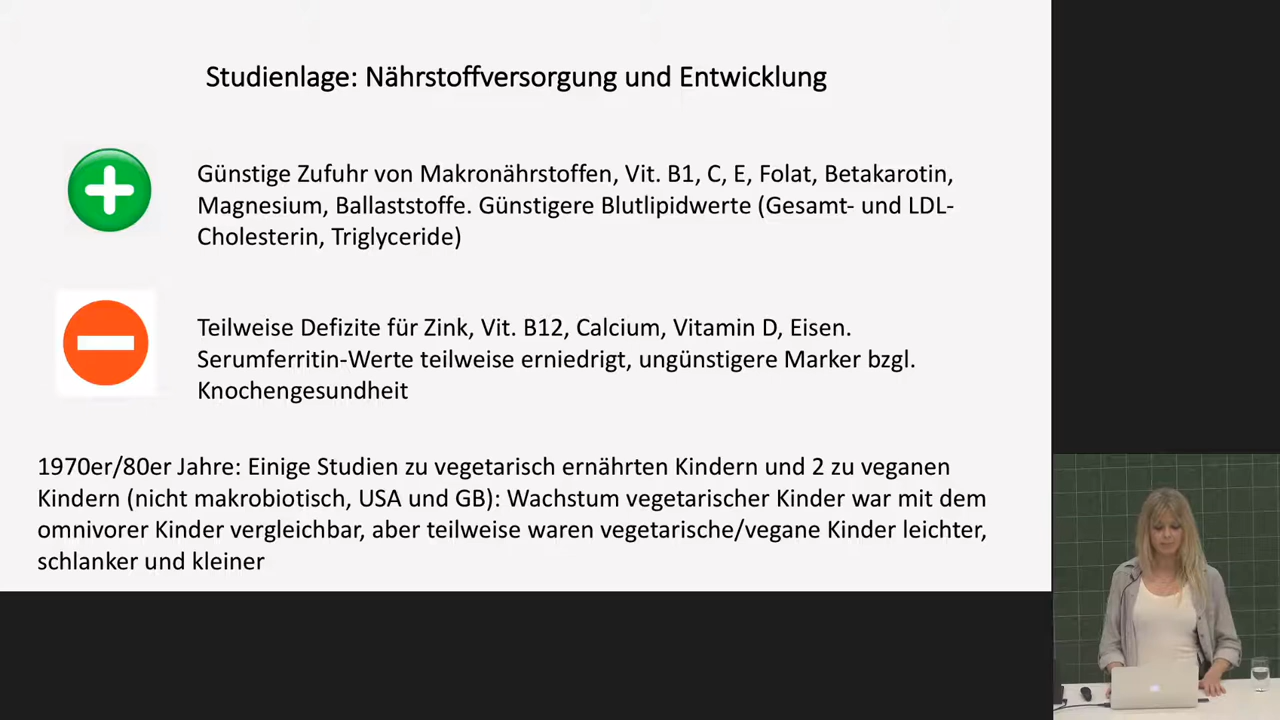 Studienlage: Nährstoffversorgung und Entwicklung
Günstige Zufuhr von Makronährstoffen, Vit. B1, C, E, Folat, Betakarotin,
Magnesium, Ballaststoffe. Günstigere Blutlipidwerte (Gesamt- und LDL-
Cholesterin, Triglyceride)
Teilweise Defizite für Zink, Vit. B12, Calcium, Vitamin D, Eisen.
Serumferritin-Werte teilweise erniedrigt, ungünstigere Marker bzgl.
Knochengesundheit
1970er/80er Jahre: Einige Studien zu vegetarisch ernährten Kindern und 2 zu veganen
Kindern (nicht makrobiotisch, USA und GB): Wachstum vegetarischer Kinder war mit dem
omnivorer Kinder vergleichbar, aber teilweise waren vegetarische/vegane Kinder leichter,
schlanker und kleiner